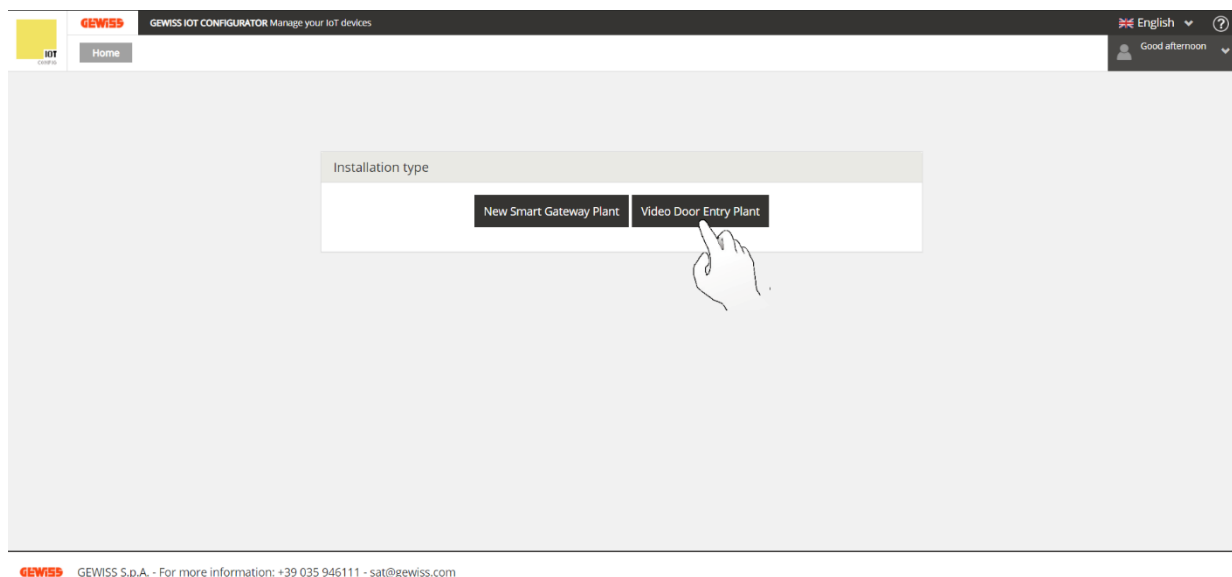 GEWISS GEWISS IOT CONFIGURATOR Manage your IoT devices English ?
IOT
Home
Good afternoon
Installation type
New Smart Gateway Plant Video Door Entry Plant
GEWISS GEWISS S.p.A. - For more information: +39 035 946111 - sat@gewiss.com